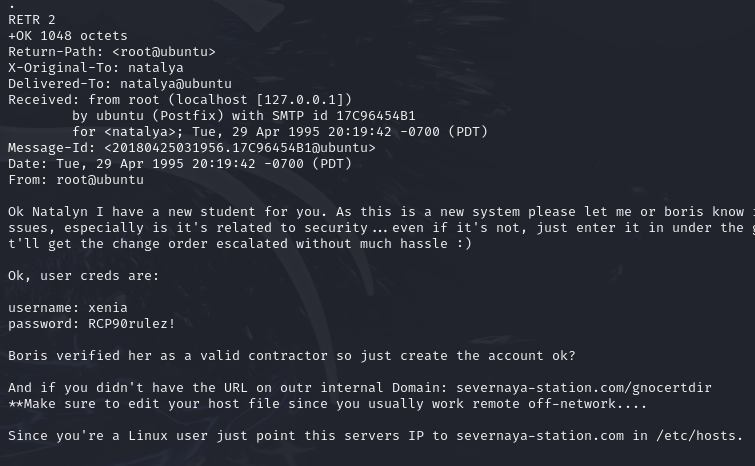 .
RETR 2
+OK 1048 octets
Return-Path: <root@ubuntu>
X-Original-To: natalya
Delivered-To: natalya@ubuntu
Received: from root (localhost [127.0.0.1])
by ubuntu (Postfix) with SMTP id 17C96454B1
for <natalya>; Tue, 29 Apr 1995 20:19:42 -0700 (PDT)
Message-Id: <20180425031956.17C96454B1@ubuntu>
Date: Tue, 29 Apr 1995 20:19:42 -0700 (PDT)
From: root@ubuntu
Ok Natalyn I have a new student for you. As this is a new system please let me or boris know
ssues, especially is it's related to security...even if it's not, just enter it in under the
t'll get the change order escalated without much hassle :)
Ok, user creds are:
username: xenia
password: RCP90rulez!
Boris verified her as a valid contractor so just create the account ok?
And if you didn't have the URL on outr internal Domain: severnaya-station.com/gnocertdir
**Make sure to edit your host file since you usually work remote off-network....
Since you're a Linux user just point this servers IP to severnaya-station.com in /etc/hosts.